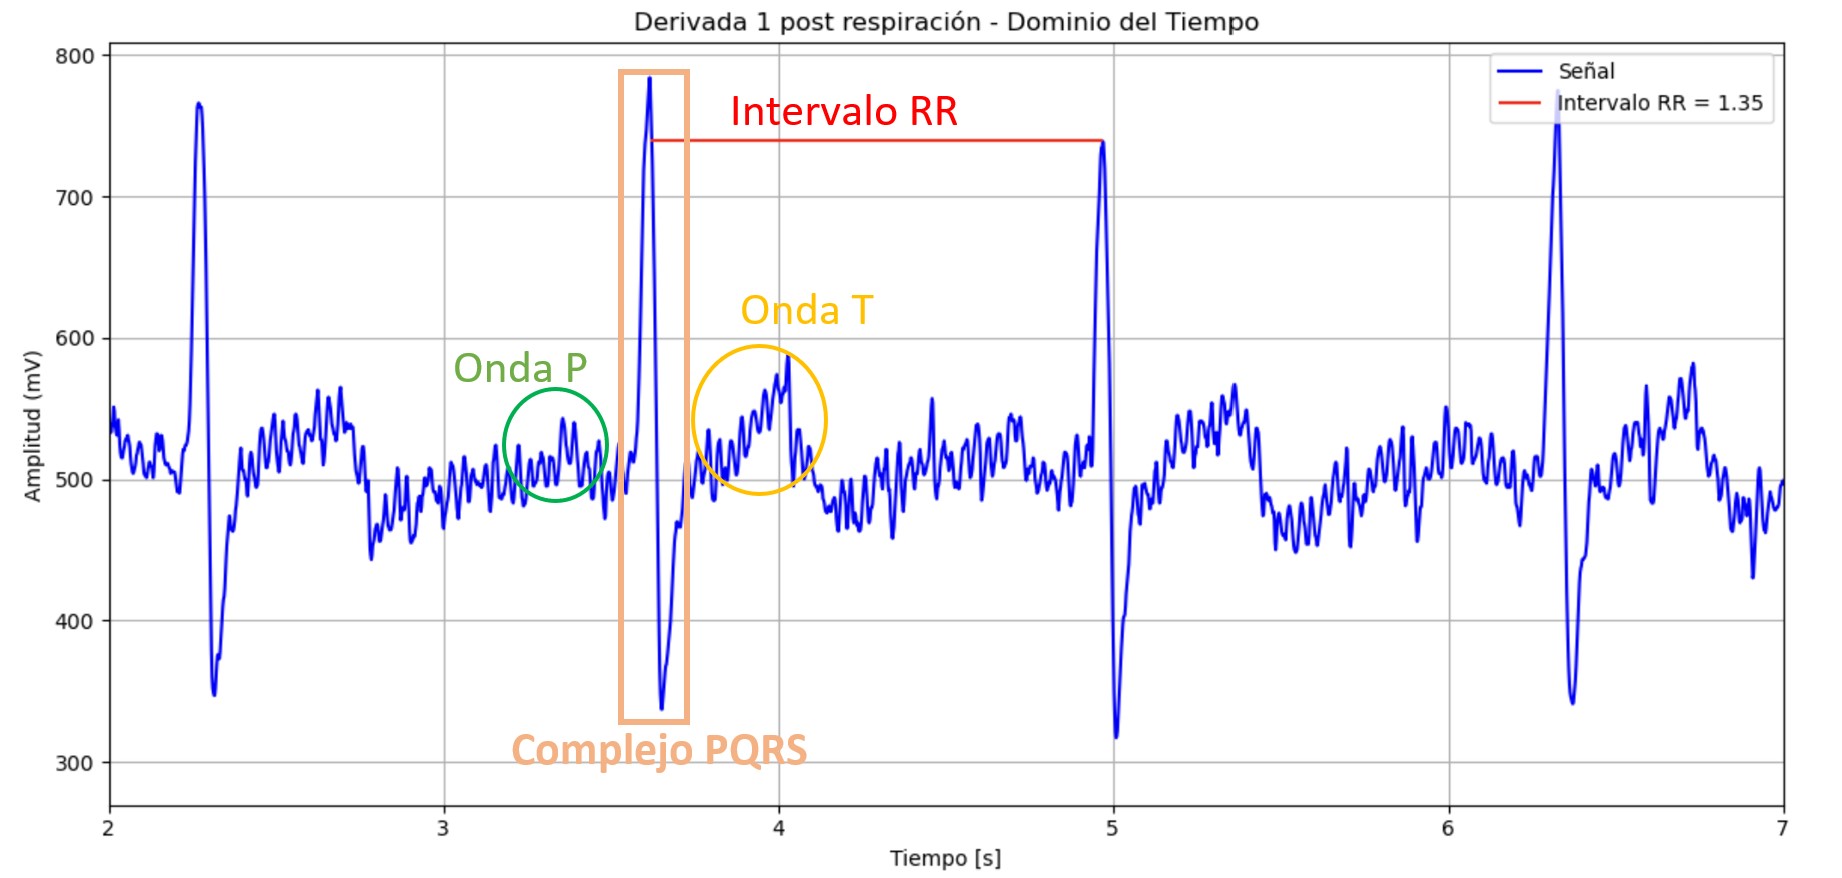 Derivada 1 post respiración - Dominio del Tiempo
800
700
600
500
400
300
Amplitud (mV)
Señal
Intervalo RR = 1.35
Intervalo RR
Onda T
Onda P
Complejo PQRS
2
3
4
5
6
7
Tiempo [s]